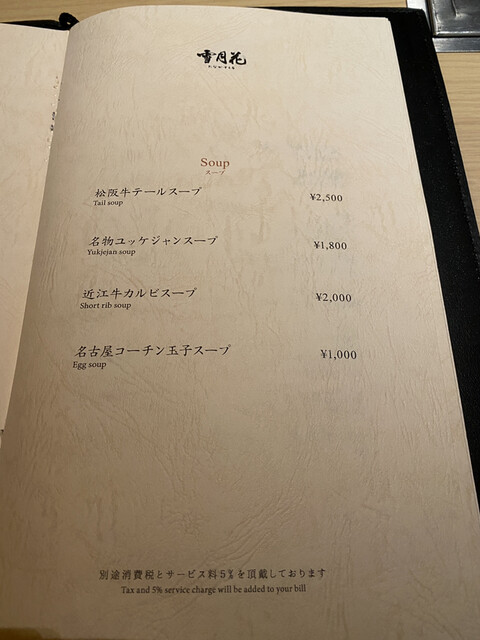 雪月花
Soup
スープ
松阪牛テールスープ ¥2,500
Tail soup
名物ユッケジャンスープ ¥1,800
Yukjejan soup
近江牛カルビスープ ¥2,000
Short rib soup
名古屋コーチン玉子スープ ¥1,000
Egg soup
別途消費税とサービス料5%を頂戴しております
Tax and 5% service charge will be added to your bill